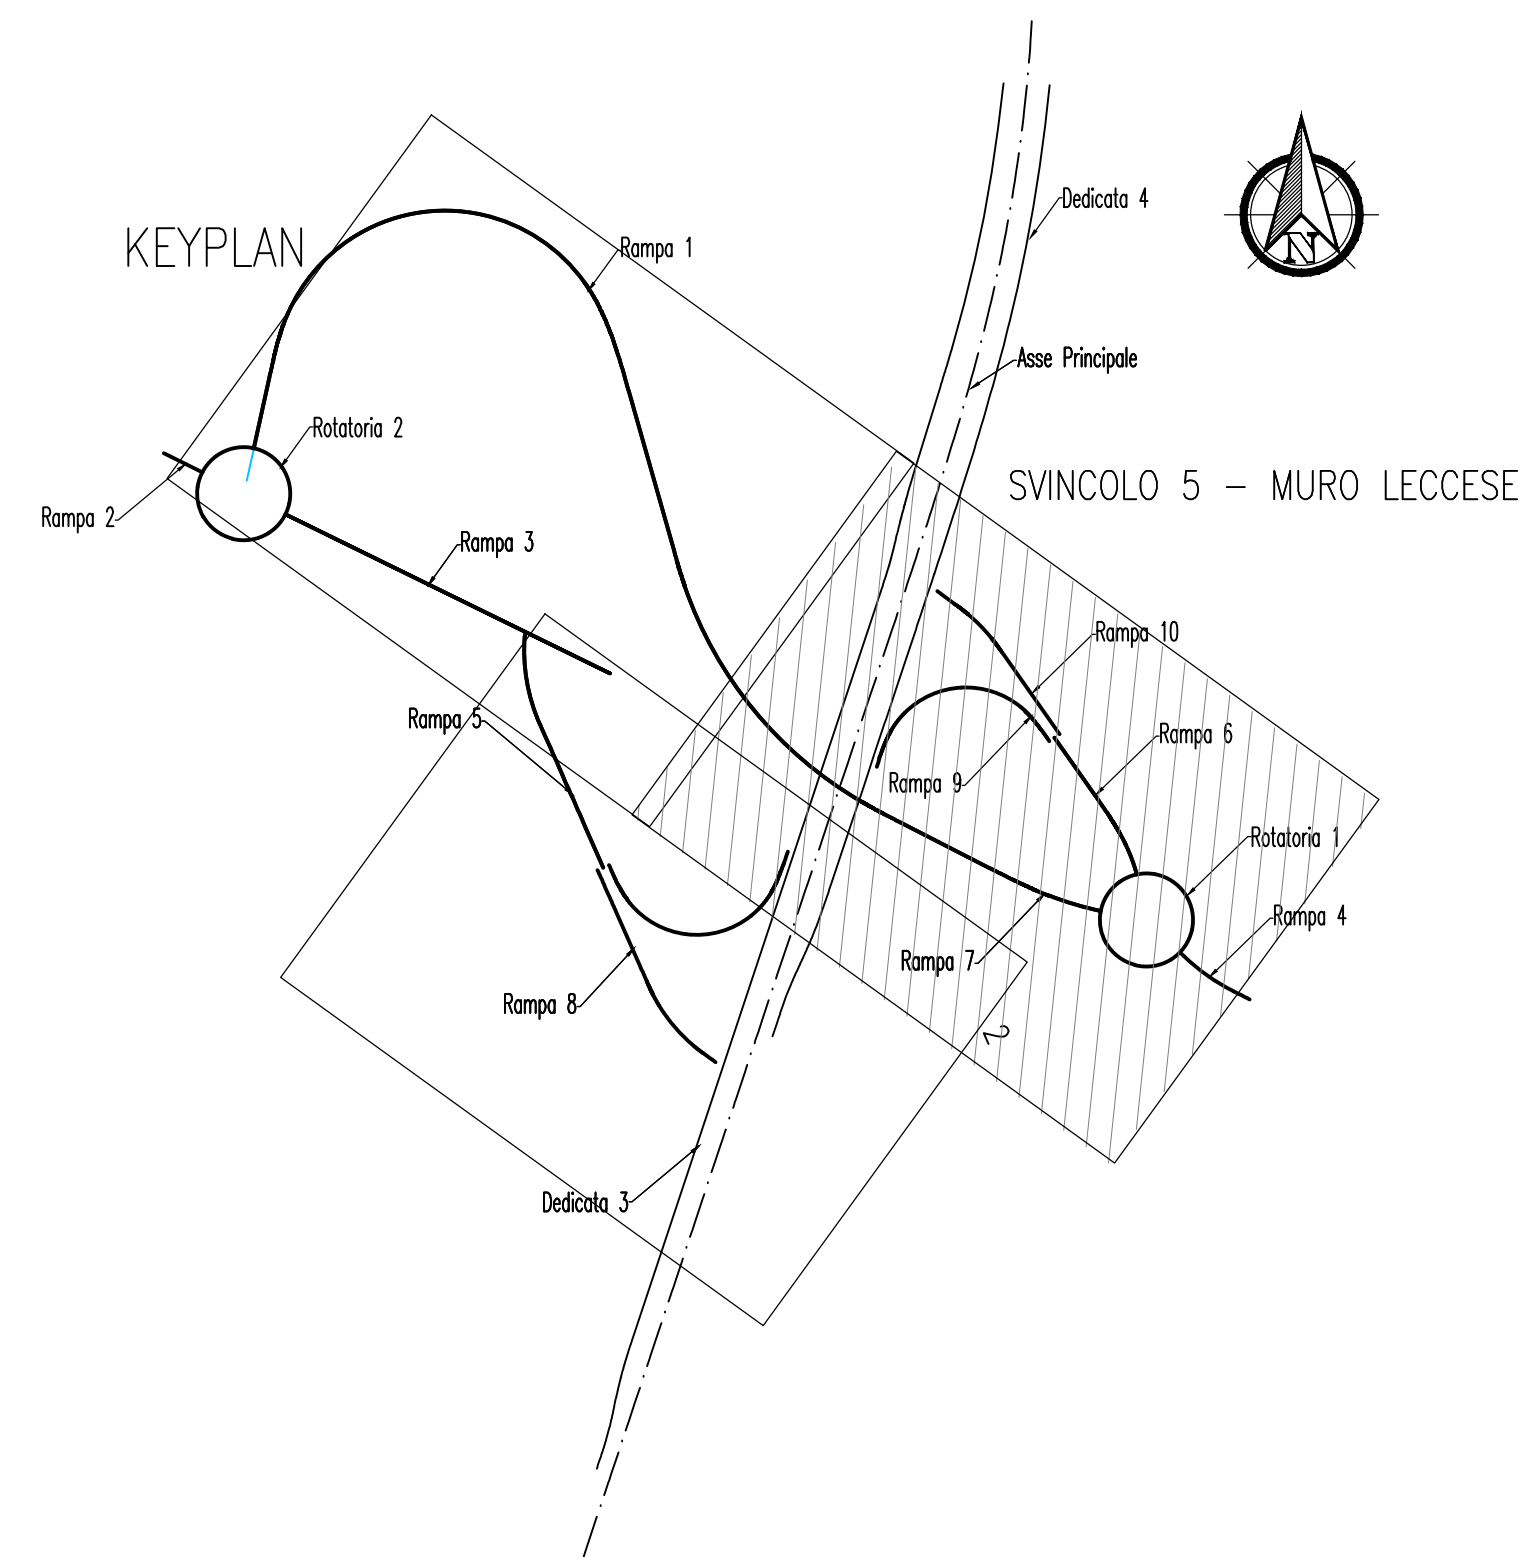 Dedicata 4
N
KEYPLAN
Rampa 1
Asse Principale
Rotatoria 2
SVINCOLO 5 – MURO LECCESE
Rampa 2
Rampa 3
Rampa 10
Rampa 5
Rampa 6
Rampa 9
Rotatoria 1
Rampa 4
Rampa 7
Rampa 8
2
Dedicata 3